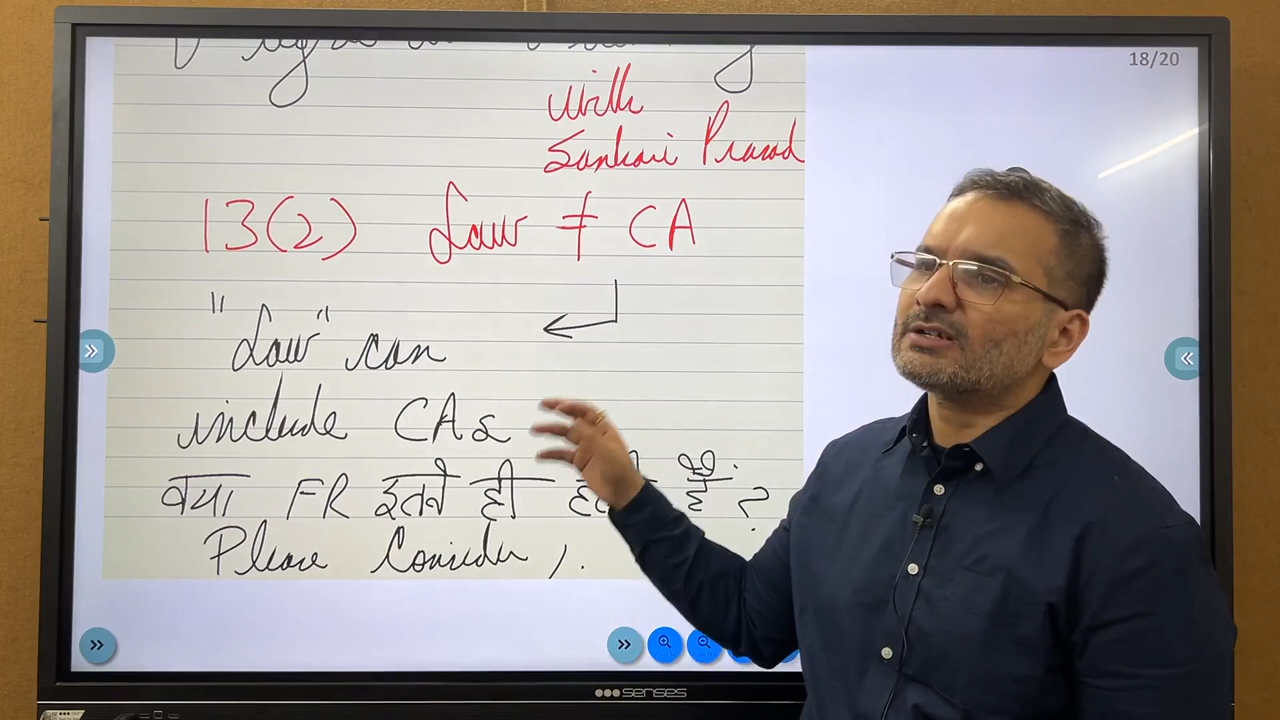 18/20
with
Sankari Prasad
13(2) Law ≠ CA
"Law" can
include CAs
क्या FR इतने ही है ?
Please Consider,.
senses